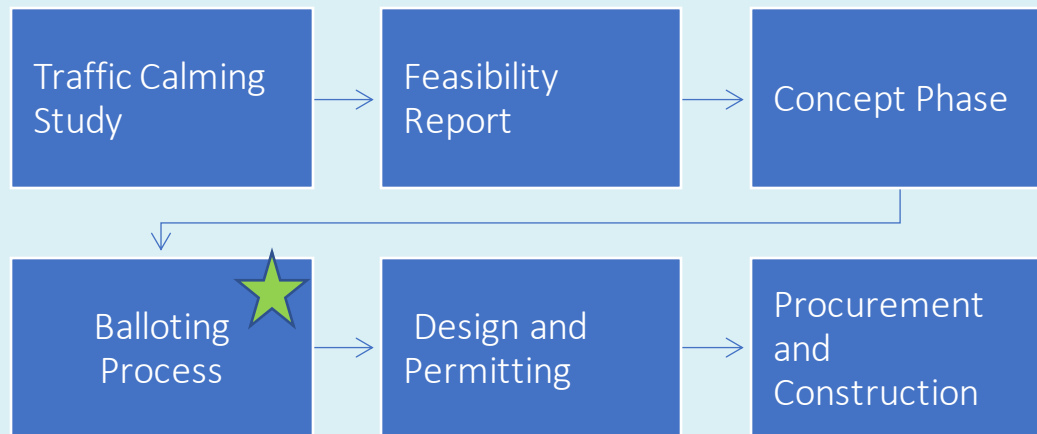 Traffic Calming
Study
Feasibility
Report
Concept Phase
Balloting
Process
Design and
Permitting
Procurement
and
Construction